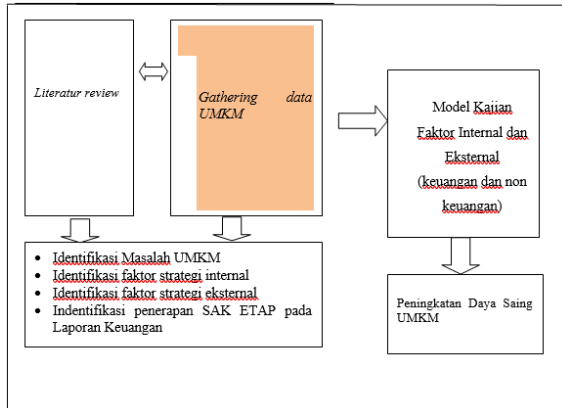 Literatur review
Gathering data
UMKM
Model Kajian
Faktor Internal dan
Eksternal
(keuangan dan non
keuangan)
• Identifikasi Masalah UMKM
• Identifikasi faktor strategi internal
• Identifikasi faktor strategi eksternal
• Indentifikasi penerapan SAK ETAP pada
Laporan Keuangan
Peningkatan Daya Saing
UMKM